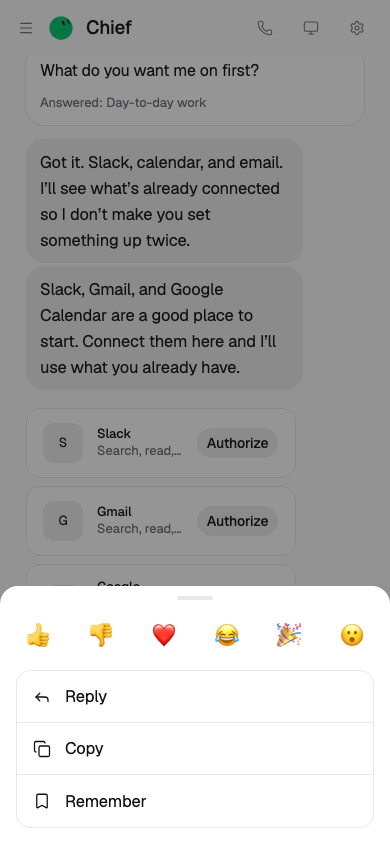 Chief
What do you want me on first?
Answered: Day-to-day work
Got it. Slack, calendar, and email.
I'll see what's already connected
so I don't make you set
something up twice.
Slack, Gmail, and Google
Calendar are a good place to
start. Connect them here and I'll
use what you already have.
S
Slack
Search, read,...
Authorize
G
Gmail
Search, read,...
Authorize
Google
Reply
Copy
Remember